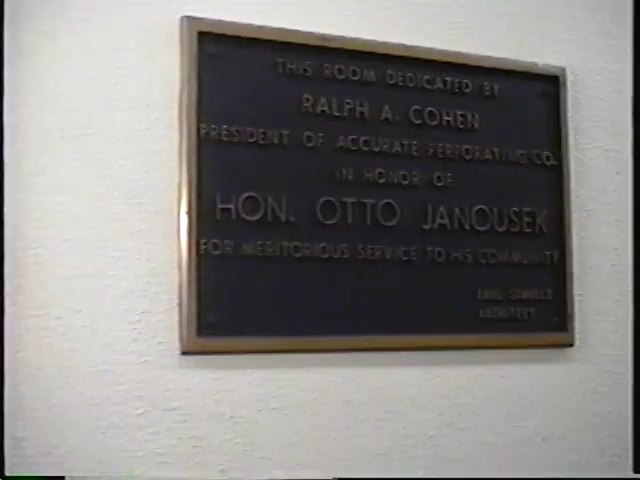 THIS ROOM DEDICATED BY
RALPH A. COHEN
PRESIDENT OF ACCURATE PERFORATING CO.
IN HONOR OF
HON. OTTO JANOUSEK
FOR MERITORIOUS SERVICE TO HIS COMMUNITY
SAMUELS
ARCHITECT